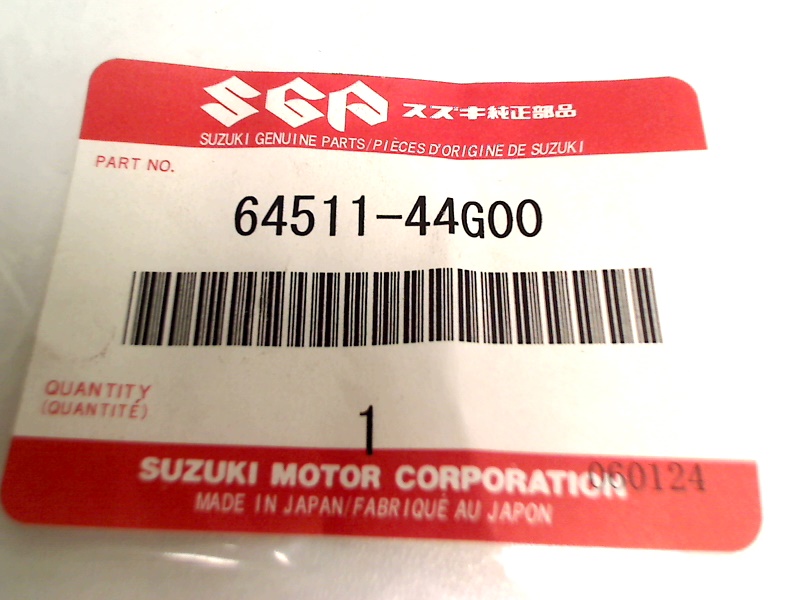 SGP スズキ純正部品
SUZUKI GENUINE PARTS/PIÈCES D'ORIGINE DE SUZUKI
PART NO.
64511-44G00
QUANTITY
(QUANTITÉ)
1
SUZUKI MOTOR CORPORATION 060124
MADE IN JAPAN/FABRIQUÉ AU JAPON